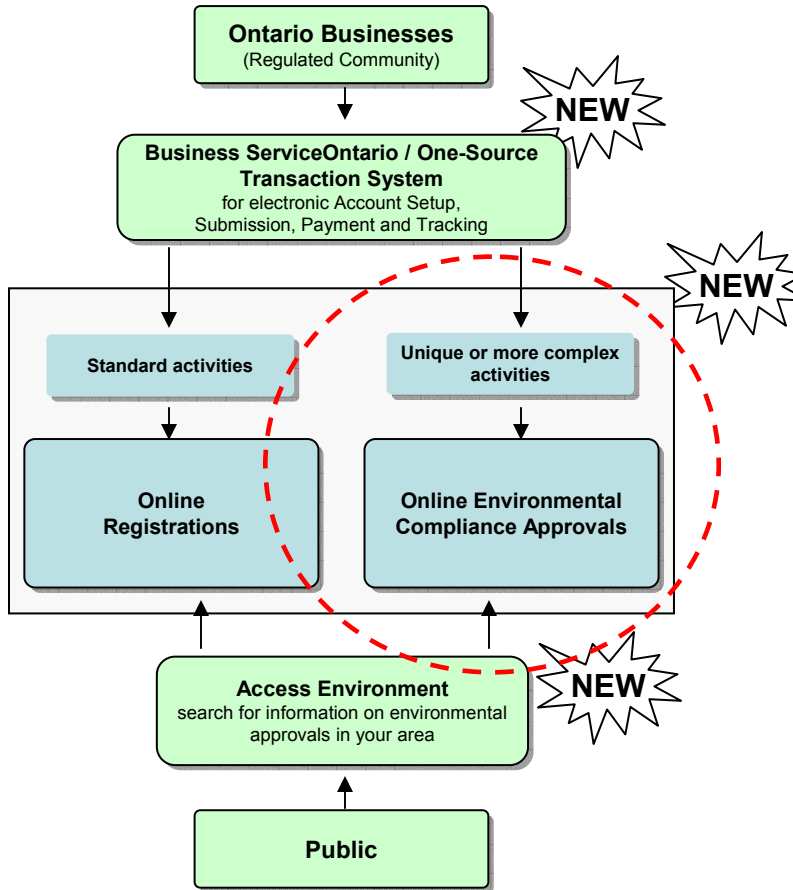 Ontario Businesses
(Regulated Community)
NEW
Business ServiceOntario / One-Source
Transaction System
for electronic Account Setup,
Submission, Payment and Tracking
NEW
Standard activities
Unique or more complex
activities
Online
Registrations
Online Environmental
Compliance Approvals
Access Environment
search for information on environmental
approvals in your area
NEW
Public